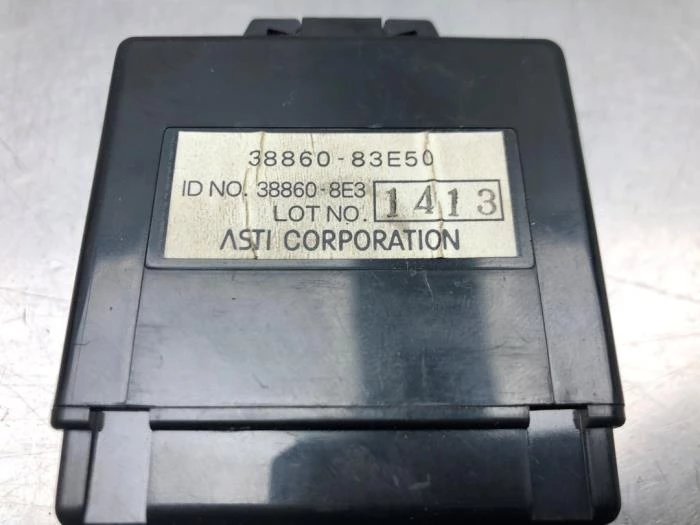 38860-83E50
ID NO. 38860-8E3
LOT NO. 1413
ASTI CORPORATION